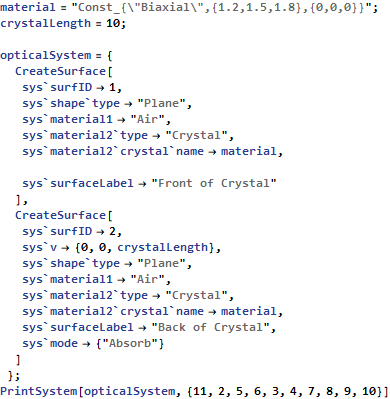 material = "Const_{\"Biaxial\",{1.2,1.5,1.8},{0,0,0}}";
crystalLength = 10;
opticalSystem = {
CreateSurface[
sys`surfID → 1,
sys`shape`type → "Plane",
sys`material1 → "Air",
sys`material2`type → "Crystal",
sys`material2`crystal`name → material,
sys`surfaceLabel → "Front of Crystal"
],
CreateSurface[
sys`surfID → 2,
sys`v → {0, 0, crystalLength},
sys`shape`type → "Plane",
sys`material1 → "Air",
sys`material2`type → "Crystal",
sys`material2`crystal`name → material,
sys`surfaceLabel → "Back of Crystal",
sys`mode → {"Absorb"}
]
};
PrintSystem[opticalSystem, {11, 2, 5, 6, 3, 4, 7, 8, 9, 10}]